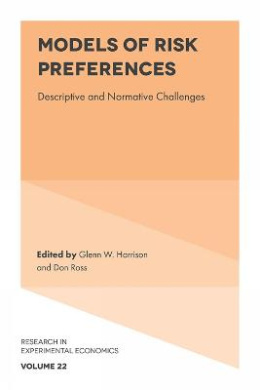 MODELS OF RISK
PREFERENCES
Descriptive and Normative Challenges
Edited by Glenn W. Harrison
and Don Ross
RESEARCH IN
EXPERIMENTAL ECONOMICS
VOLUME 22